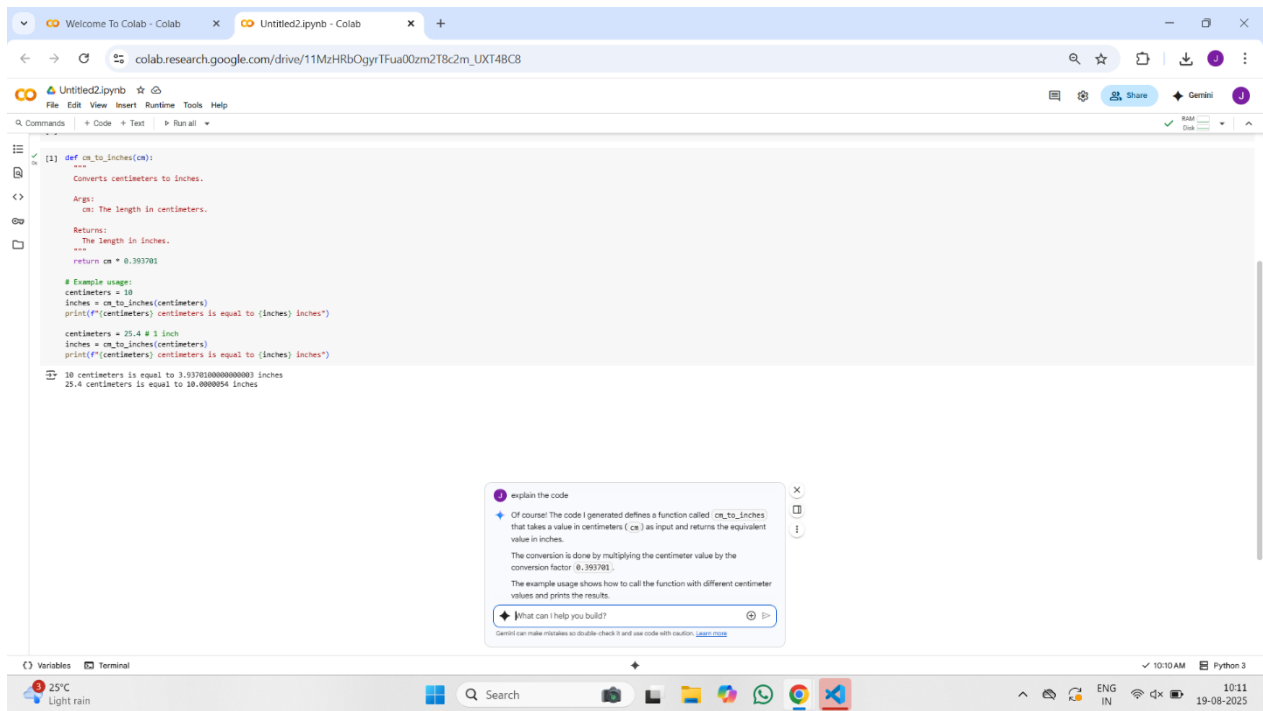 Welcome To Colab - Colab
Untitled2.ipynb - Colab
colab.research.google.com/drive/11MzHRbOgyrTFua00zm2T8c2m_UXT4BC8
J
Untitled2.ipynb
File Edit View Insert Runtime Tools Help
Share
Gemini
J
Commands + Code + Text Run all
RAM
Disk
[1] def cm_to_inches(cm):
"""
Converts centimeters to inches.
Args:
cm: The length in centimeters.
Returns:
The length in inches.
"""
return cm * 0.393701
# Example usage:
centimeters = 10
inches = cm_to_inches(centimeters)
print(f"{centimeters} centimeters is equal to {inches} inches")
centimeters = 25.4 # 1 inch
inches = cm_to_inches(centimeters)
print(f"{centimeters} centimeters is equal to {inches} inches")
10 centimeters is equal to 3.9370100000000003 inches
25.4 centimeters is equal to 10.0000054 inches
J explain the code
Of course! The code I generated defines a function called cm_to_inches
that takes a value in centimeters ( cm ) as input and returns the equivalent
value in inches.
The conversion is done by multiplying the centimeter value by the
conversion factor 0.393701 .
The example usage shows how to call the function with different centimeter
values and prints the results.
What can I help you build?
Gemini can make mistakes so double-check it and use code with caution. Learn more
Variables Terminal
10:10 AM Python 3
3
25°C
Light rain
Search
ENG
IN
10:11
19-08-2025